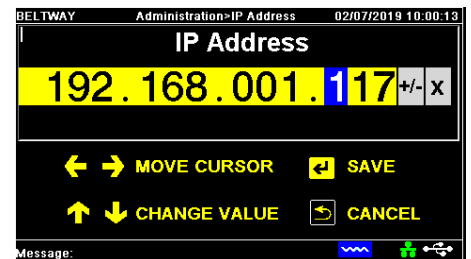 BELTWAY Administration>IP Address 02/07/2019 10:00:13
IP Address
192.168.001.117 +/- X
MOVE CURSOR SAVE
CHANGE VALUE CANCEL
Message: